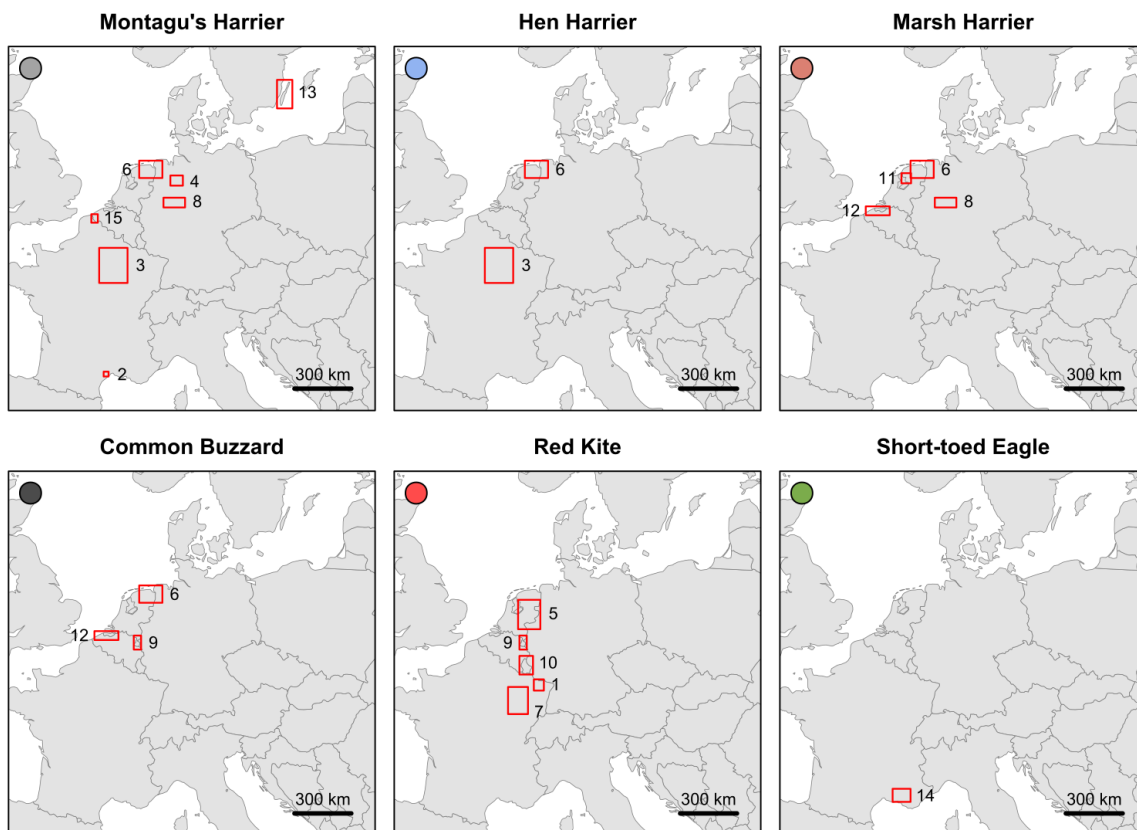 Montagu's Harrier
Hen Harrier
Marsh Harrier
13
6
4
8
15
3
2
300 km
6
3
300 km
6
11
8
12
300 km
Common Buzzard
Red Kite
Short-toed Eagle
6
12
9
300 km
5
9
10
1
7
300 km
14
300 km